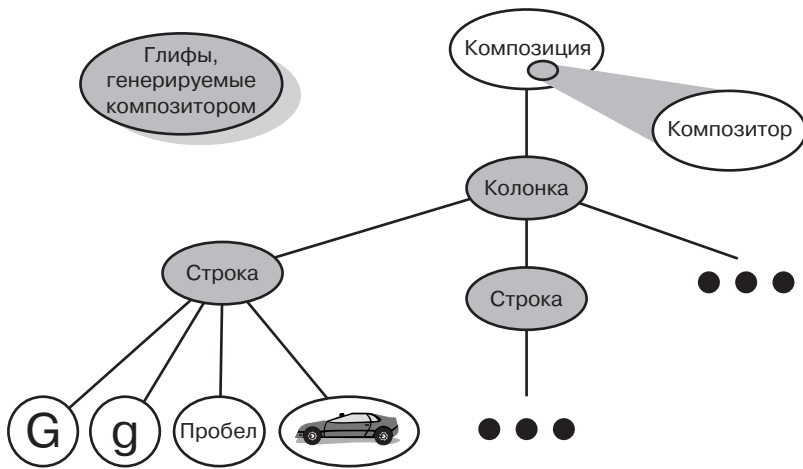 Глифы,
генерируемые
композитором
Композиция
Композитор
Колонка
Строка
Строка
G
g
Пробел